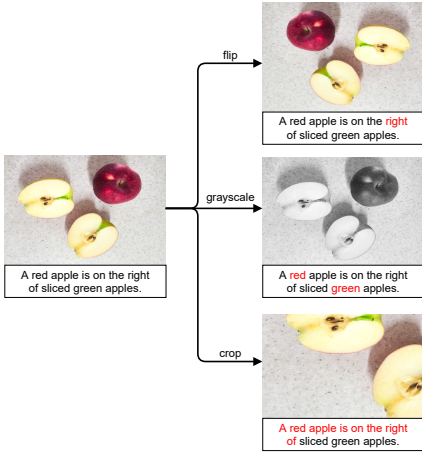 flip
A red apple is on the right
of sliced green apples.
A red apple is on the right
of sliced green apples.
grayscale
A red apple is on the right
of sliced green apples.
crop
A red apple is on the right
of sliced green apples.